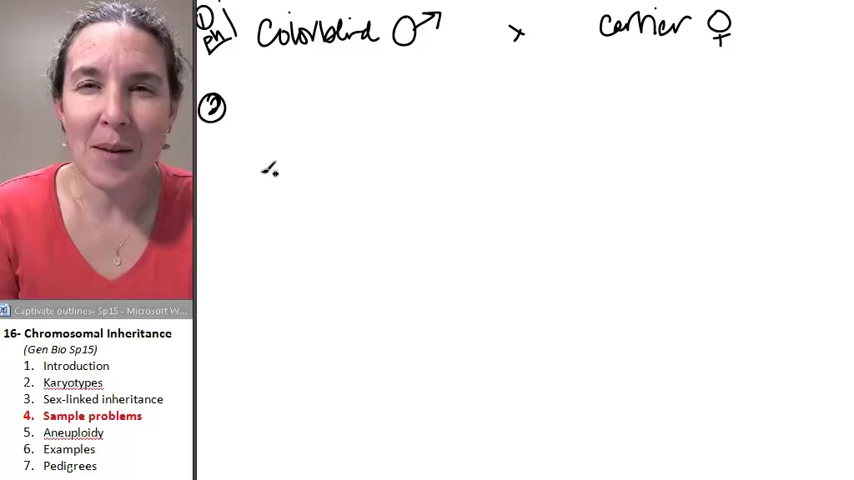 ① Colorblind ♂ x carrier ♀
ph
②
Captivate outlines- Sp15 - Microsoft W...
16- Chromosomal Inheritance
(Gen Bio Sp15)
1. Introduction
2. Karyotypes
3. Sex-linked inheritance
4. Sample problems
5. Aneuploidy
6. Examples
7. Pedigrees